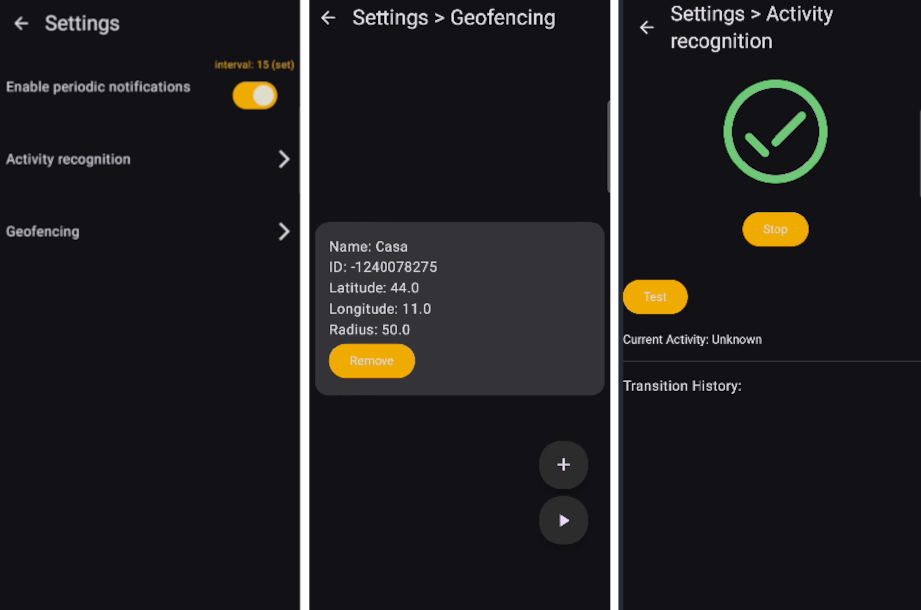 Settings
interval: 15 (set)
Enable periodic notifications
Activity recognition
Geofencing
Settings > Geofencing
Name: Casa
ID: -1240078275
Latitude: 44.0
Longitude: 11.0
Radius: 50.0
Remove
Settings > Activity
recognition
Stop
Test
Current Activity: Unknown
Transition History: